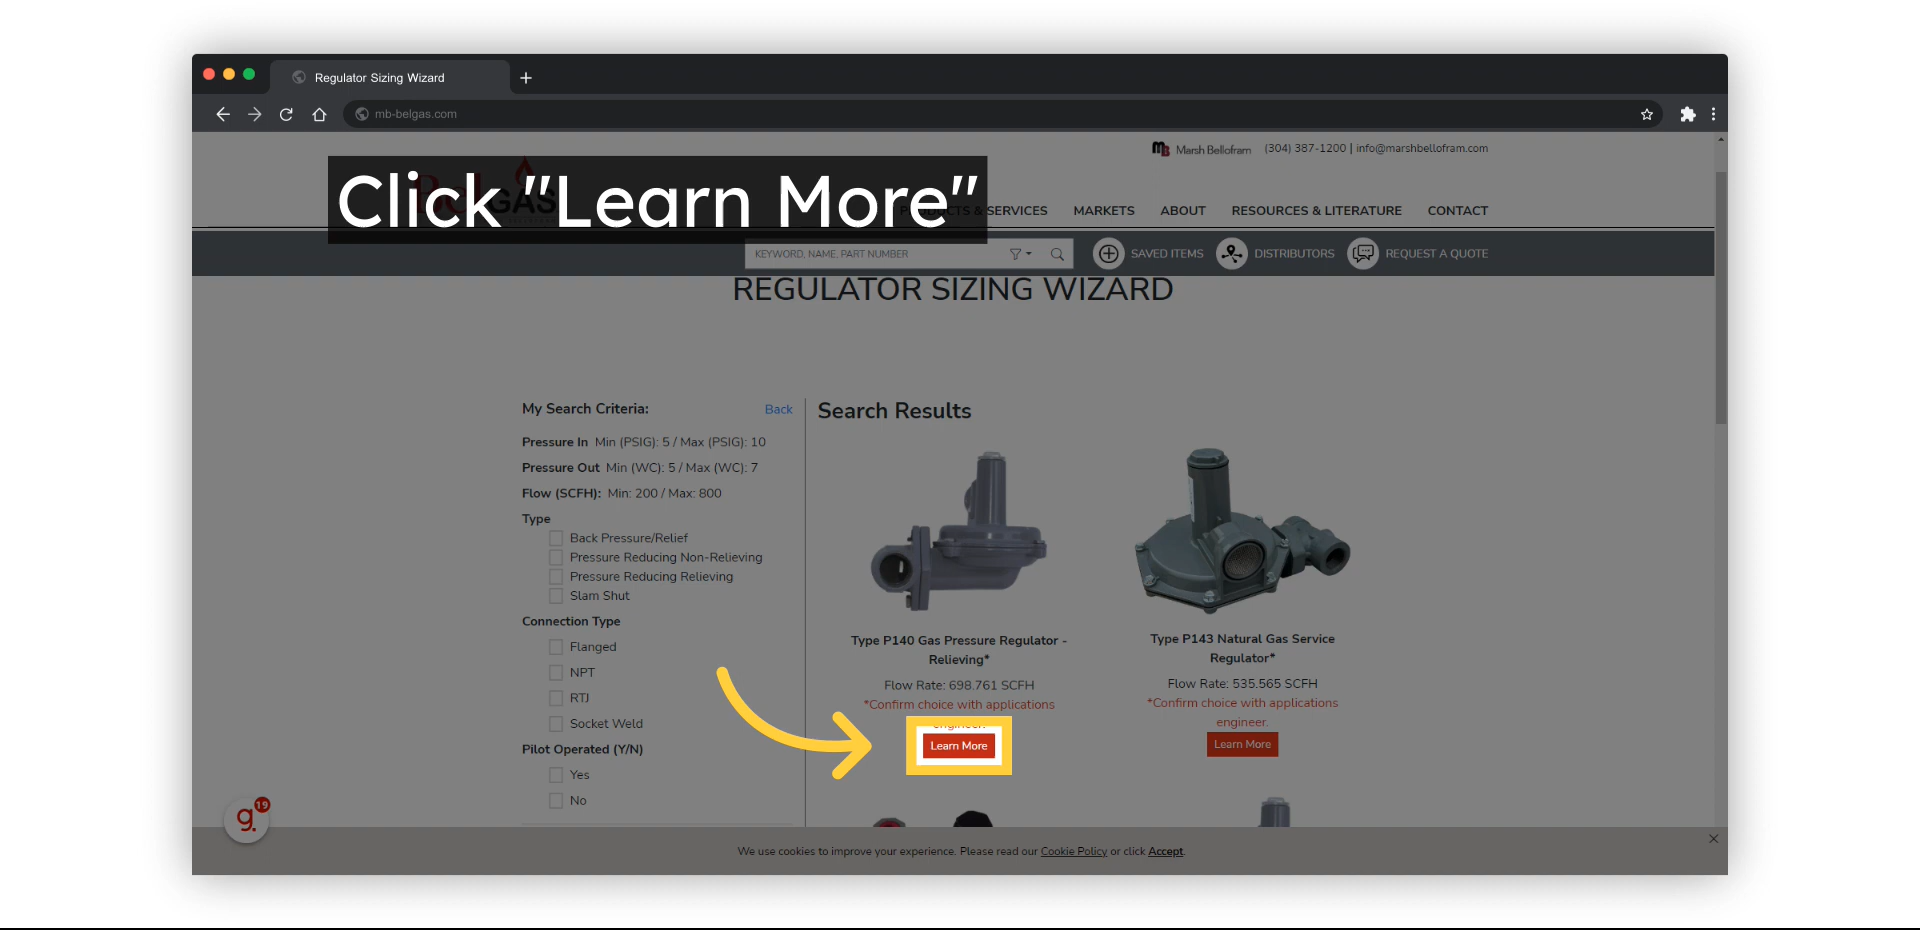 Regulator Sizing Wizard
mb-belgas.com
Marsh Bellofram (304) 387-1200 | info@marshbellofram.com
Click "Learn More"
BelGAS
PRODUCTS & SERVICES MARKETS ABOUT RESOURCES & LITERATURE CONTACT
KEYWORD, NAME, PART NUMBER SAVED ITEMS DISTRIBUTORS REQUEST A QUOTE
REGULATOR SIZING WIZARD
My Search Criteria: Back
Pressure In Min (PSIG): 5 / Max (PSIG): 10
Pressure Out Min (WC): 5 / Max (WC): 7
Flow (SCFH): Min: 200 / Max: 800
Type
Back Pressure/Relief
Pressure Reducing Non-Relieving
Pressure Reducing Relieving
Slam Shut
Connection Type
Flanged
NPT
RTJ
Socket Weld
Pilot Operated (Y/N)
Yes
No
Search Results
Type P140 Gas Pressure Regulator -
Relieving*
Flow Rate: 698.761 SCFH
*Confirm choice with applications
engineer.
Learn More
Type P143 Natural Gas Service
Regulator*
Flow Rate: 535.565 SCFH
*Confirm choice with applications
engineer.
Learn More
g. 19
We use cookies to improve your experience. Please read our Cookie Policy or click Accept.